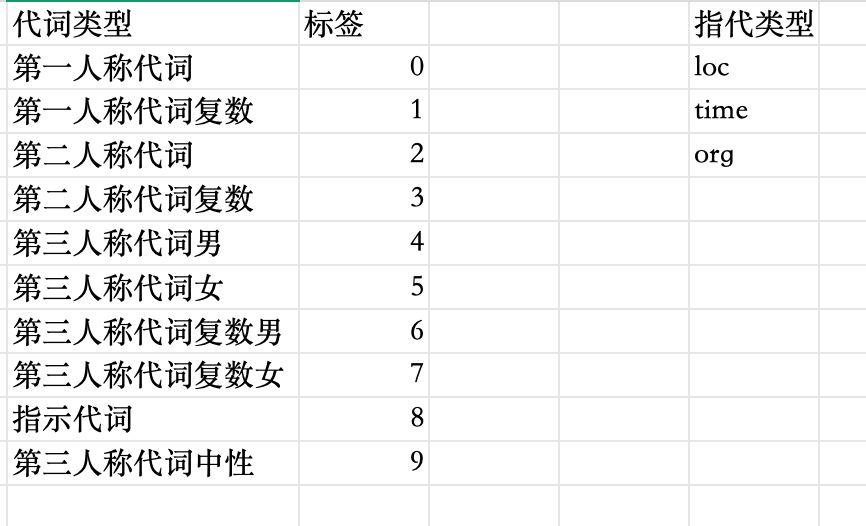 代词类型 标签 指代类型
第一人称代词 0 loc
第一人称代词复数 1 time
第二人称代词 2 org
第二人称代词复数 3
第三人称代词男 4
第三人称代词女 5
第三人称代词复数男 6
第三人称代词复数女 7
指示代词 8
第三人称代词中性 9